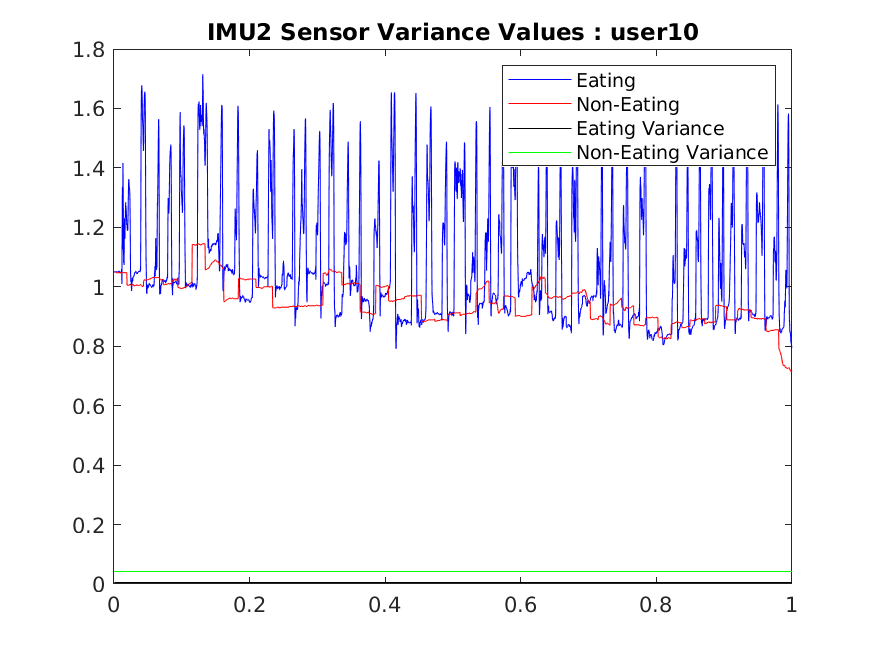 IMU2 Sensor Variance Values : user10
1.8
1.6
1.4
1.2
1
0.8
0.6
0.4
0.2
0
Eating
Non-Eating
Eating Variance
Non-Eating Variance
0 0.2 0.4 0.6 0.8 1